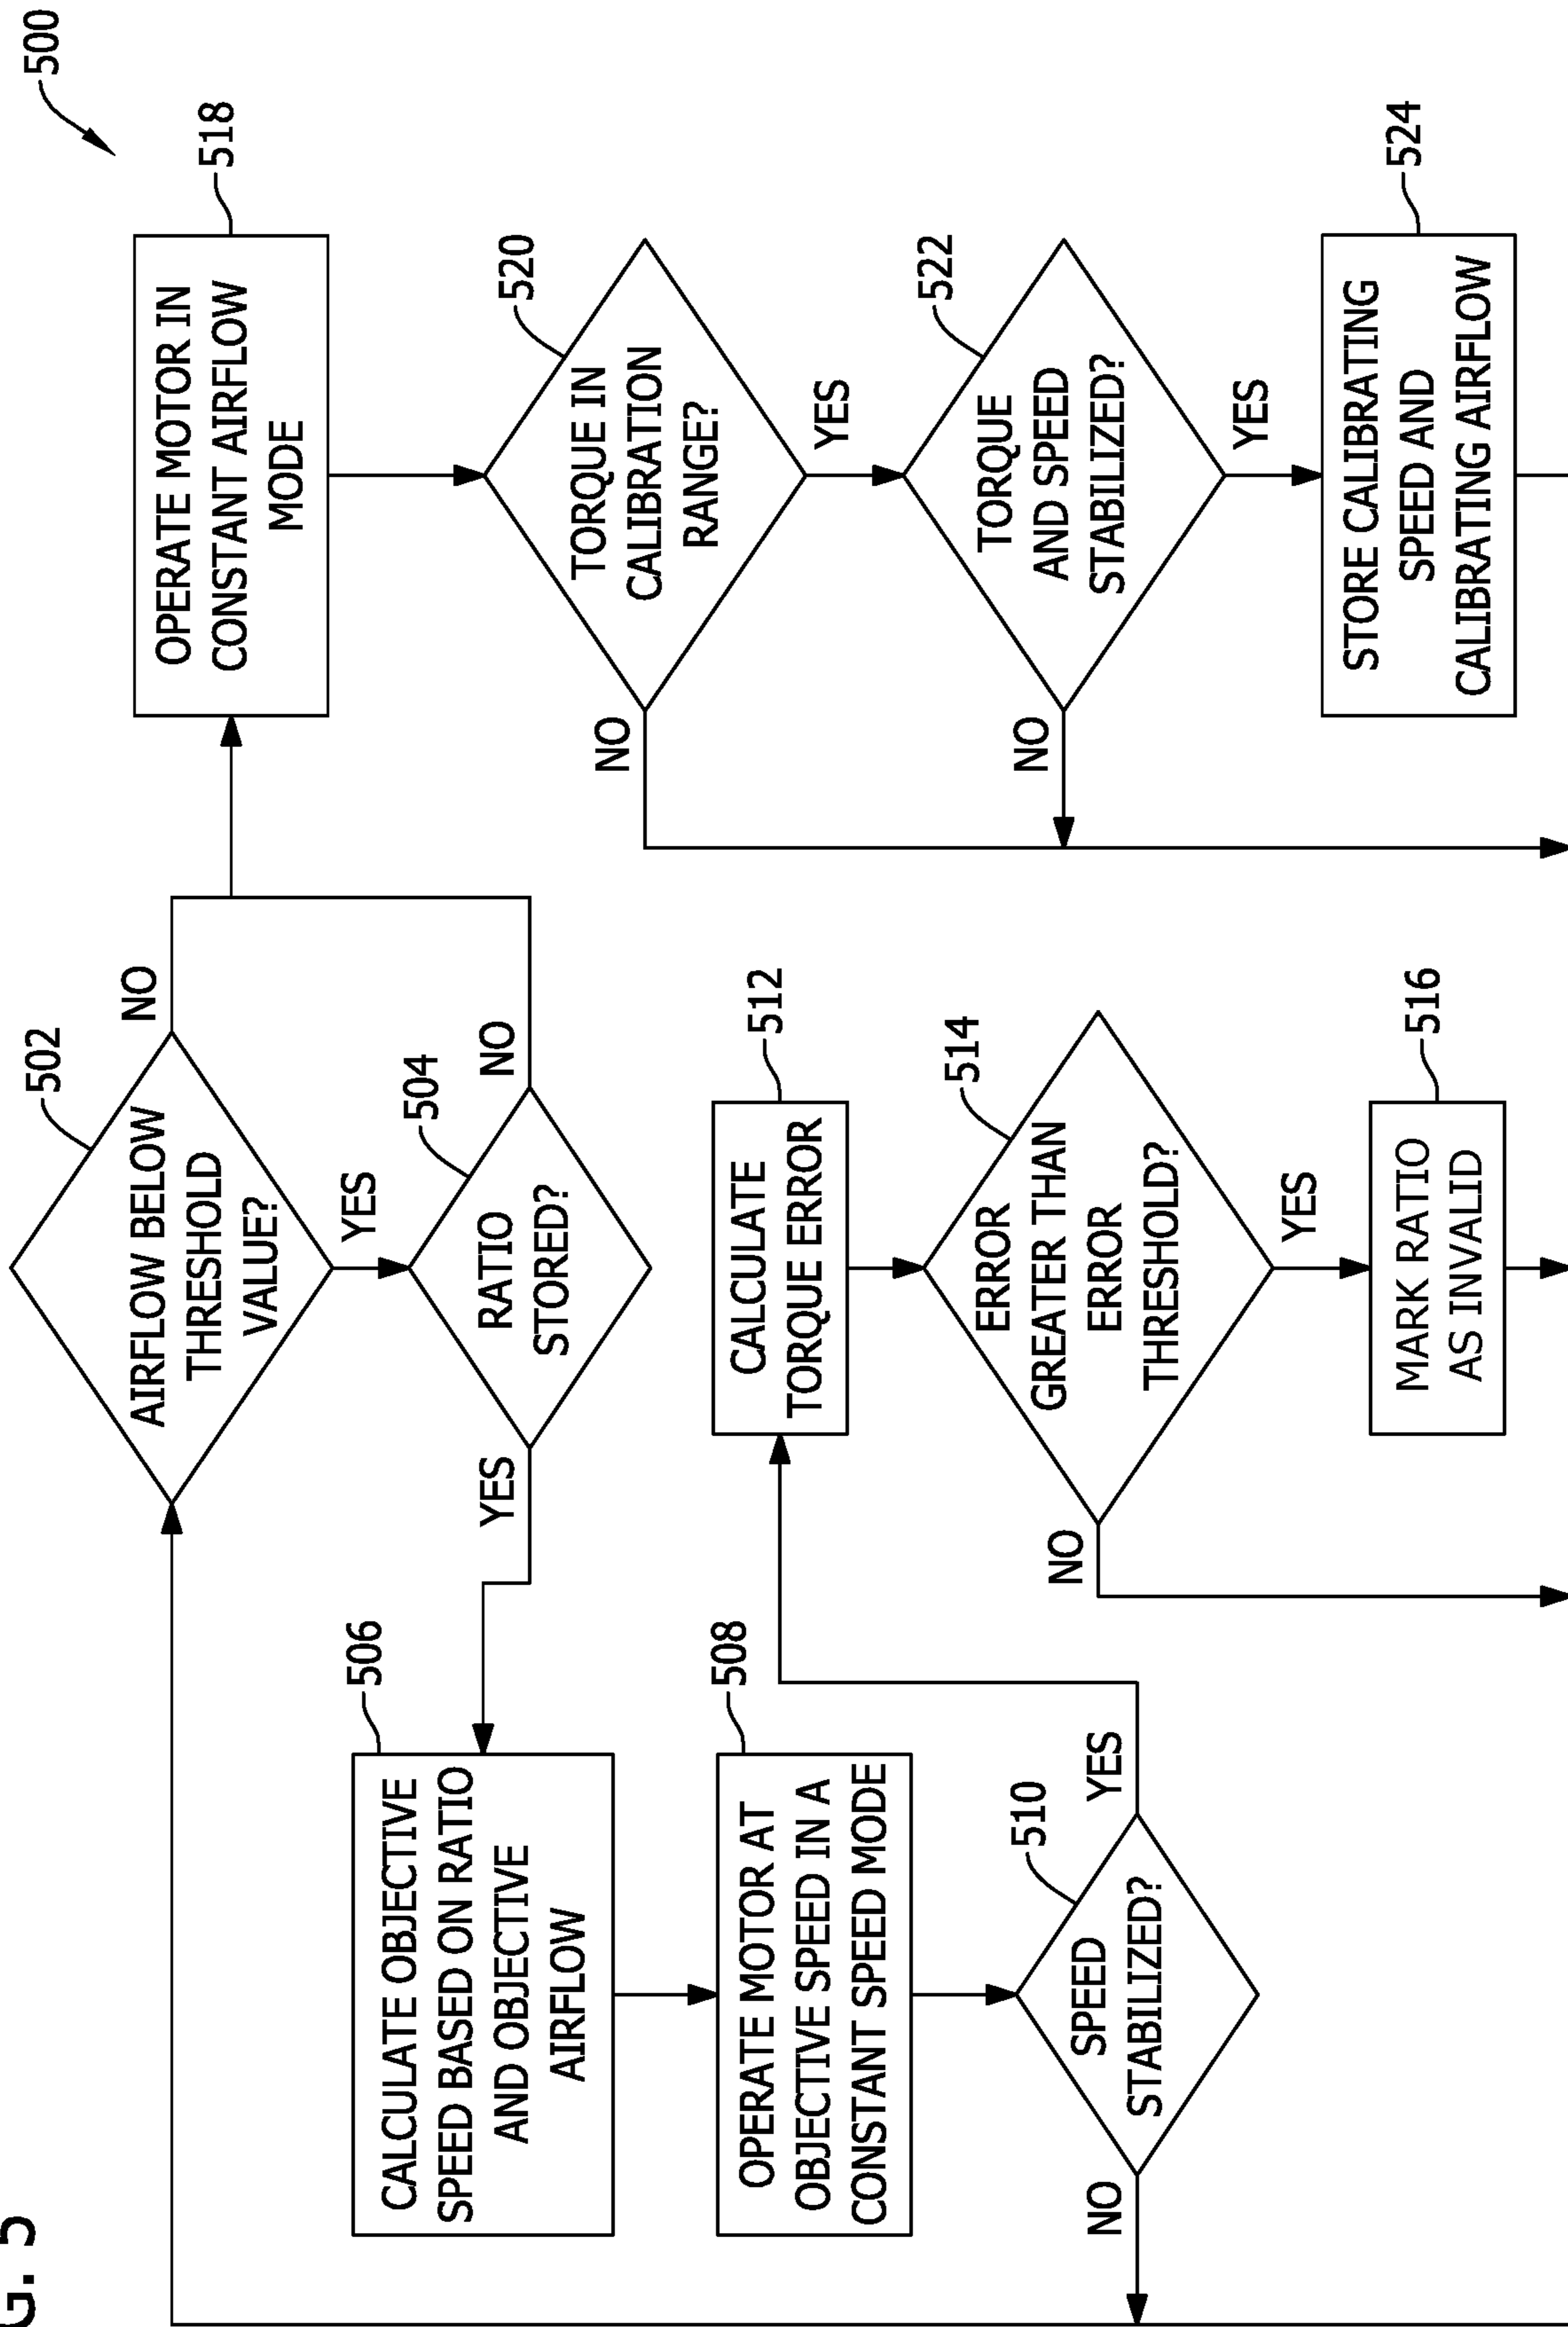 G. 5
500
502
AIRFLOW BELOW
THRESHOLD
VALUE?
NO
YES
504
RATIO
STORED?
NO
YES
506
CALCULATE OBJECTIVE
SPEED BASED ON RATIO
AND OBJECTIVE
AIRFLOW
508
OPERATE MOTOR AT
OBJECTIVE SPEED IN A
CONSTANT SPEED MODE
510
SPEED
STABILIZED?
NO
YES
512
CALCULATE
TORQUE ERROR
514
ERROR
GREATER THAN
ERROR
THRESHOLD?
NO
YES
516
MARK RATIO
AS INVALID
518
OPERATE MOTOR IN
CONSTANT AIRFLOW
MODE
520
TORQUE IN
CALIBRATION
RANGE?
NO
YES
522
TORQUE
AND SPEED
STABILIZED?
NO
YES
524
STORE CALIBRATING
SPEED AND
CALIBRATING AIRFLOW